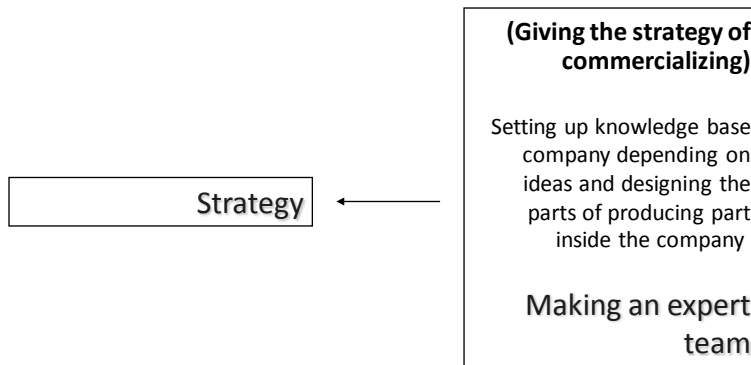 (Giving the strategy of
commercializing)
Setting up knowledge base
company depending on
ideas and designing the
parts of producing part
inside the company
Making an expert
team
Strategy